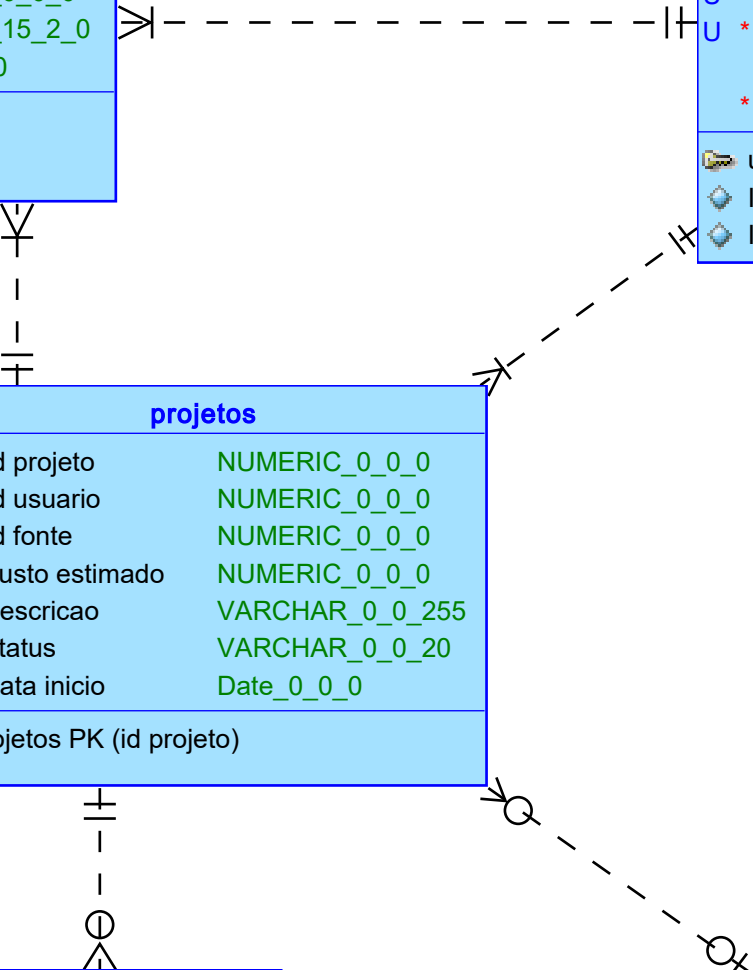 15_2_0
U *
*
projetos
projeto NUMERIC_0_0_0
usuario NUMERIC_0_0_0
fonte NUMERIC_0_0_0
usto estimado NUMERIC_0_0_0
escricao VARCHAR_0_0_255
tatus VARCHAR_0_0_20
ata inicio Date_0_0_0
ojetos PK (id projeto)